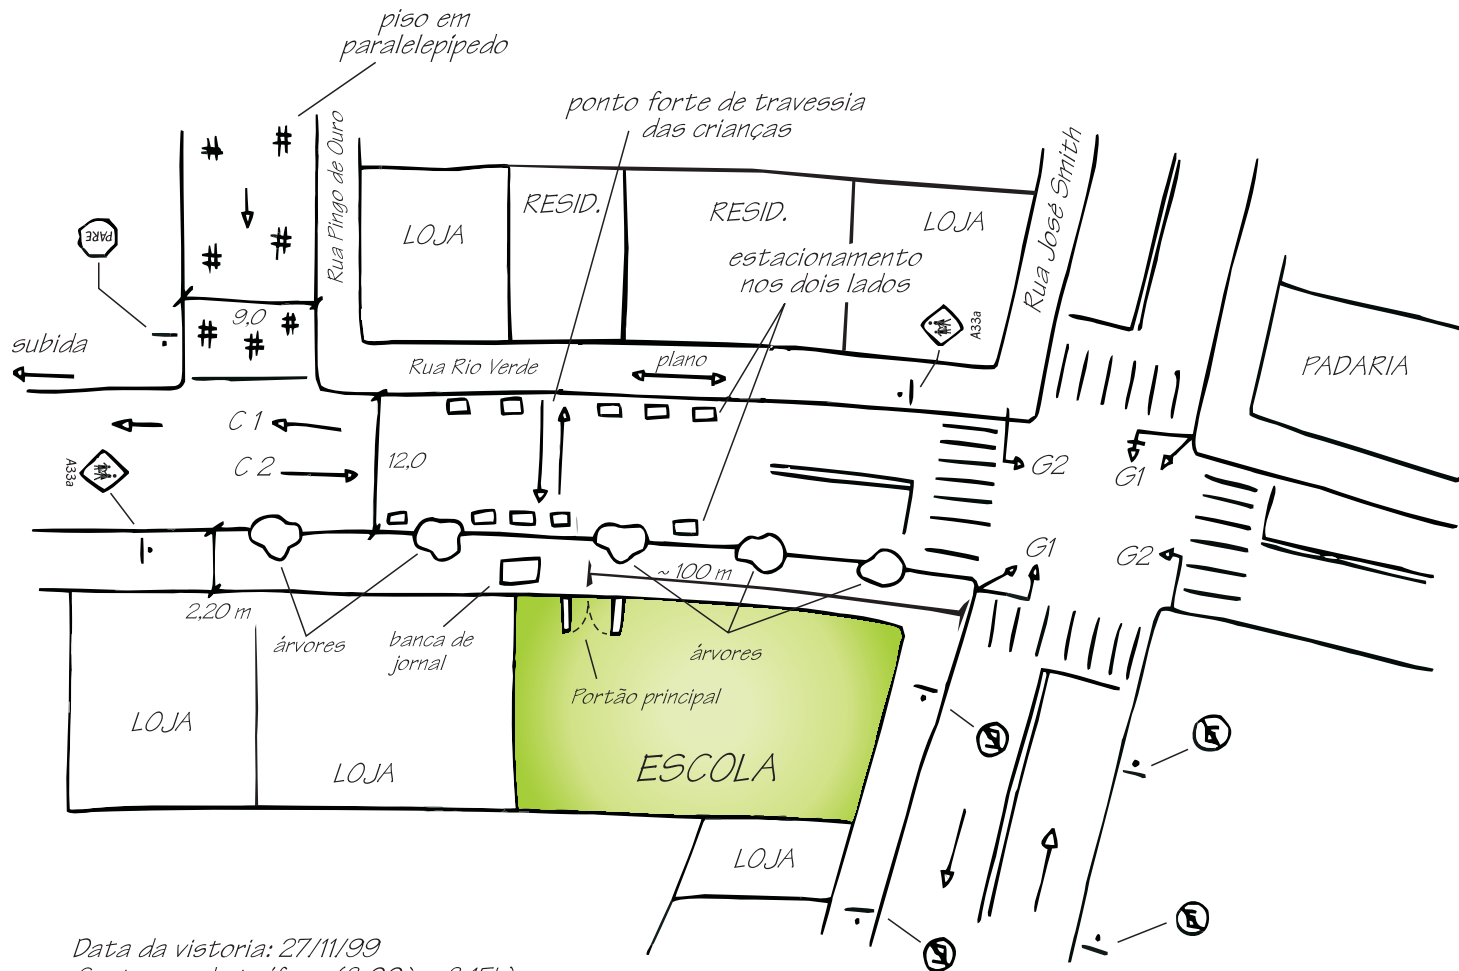 piso em
paralelepípedo
ponto forte de travessia
das crianças
Rua Pingo de Ouro
Rua José Smith
LOJA
RESID.
RESID.
LOJA
PARE
estacionamento
nos dois lados
A33a
9,0
subida
Rua Rio Verde
plano
PADARIA
C 1
C 2
12,0
A33a
G2
G1
G1
G2
~ 100 m
2,20 m
árvores
banca de
jornal
árvores
Portão principal
LOJA
LOJA
ESCOLA
E
E
LOJA
E
E
Data da vistoria: 27/11/99